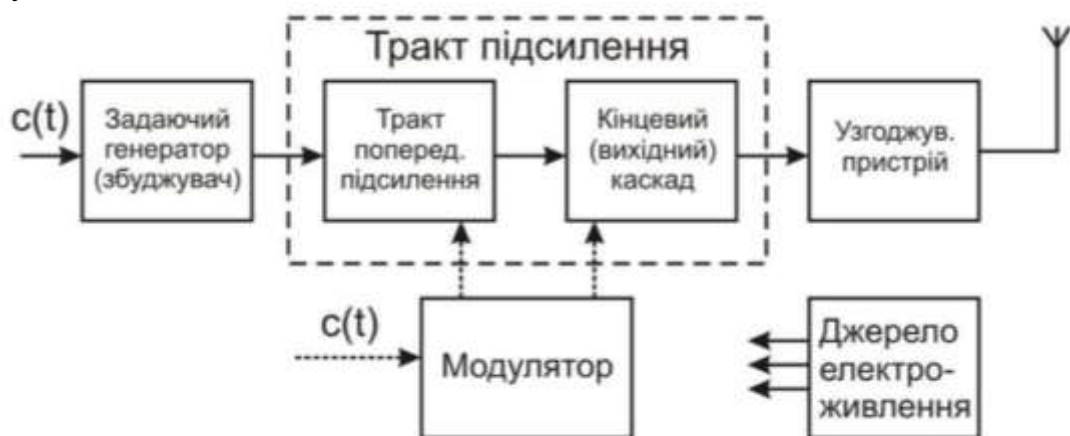 Тракт підсилення
c(t)
Задаючий
генератор
(збуджувач)
Тракт
поперед.
підсилення
Кінцевий
(вихідний)
каскад
Узгоджув.
пристрій
c(t)
Модулятор
Джерело
електро-
живлення